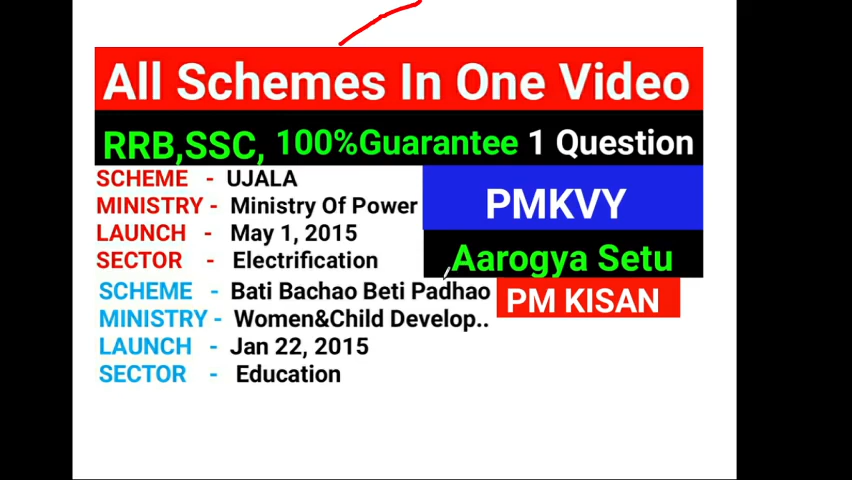 All Schemes In One Video
RRB,SSC, 100%Guarantee 1 Question
SCHEME - UJALA
MINISTRY - Ministry Of Power
LAUNCH - May 1, 2015
SECTOR - Electrification
PMKVY
Aarogya Setu
PM KISAN
SCHEME - Bati Bachao Beti Padhao
MINISTRY - Women&Child Develop..
LAUNCH - Jan 22, 2015
SECTOR - Education